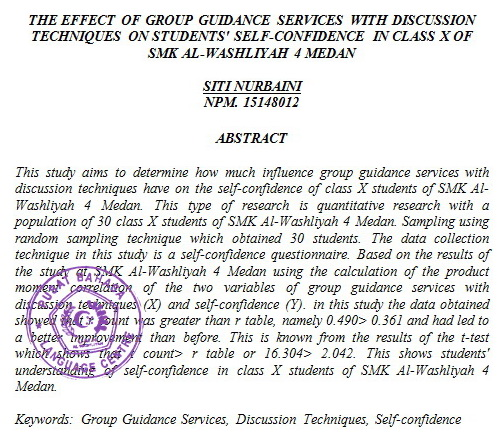 THE EFFECT OF GROUP GUIDANCE SERVICES WITH DISCUSSION
TECHNIQUES ON STUDENTS' SELF-CONFIDENCE IN CLASS X OF
SMK AL-WASHLIYAH 4 MEDAN
SITI NURBAINI
NPM. 15148012
ABSTRACT
This study aims to determine how much influence group guidance services with
discussion techniques have on the self-confidence of class X students of SMK Al-
Washliyah 4 Medan. This type of research is quantitative research with a
population of 30 class X students of SMK Al-Washliyah 4 Medan. Sampling using
random sampling technique which obtained 30 students. The data collection
technique in this study is a self-confidence questionnaire. Based on the results of
the study at SMK Al-Washliyah 4 Medan using the calculation of the product
moment correlation of the two variables of group guidance services with
discussion techniques (X) and self-confidence (Y). in this study the data obtained
showed that r count was greater than r table, namely 0.490> 0.361 and had led to
a better improvement than before. This is known from the results of the t-test
which shows that t count> r table or 16.304> 2.042. This shows students'
understanding of self-confidence in class X students of SMK Al-Washliyah 4
Medan.
Keywords: Group Guidance Services, Discussion Techniques, Self-confidence
PUSAT BAHASA
LANGUAGE CENTRE